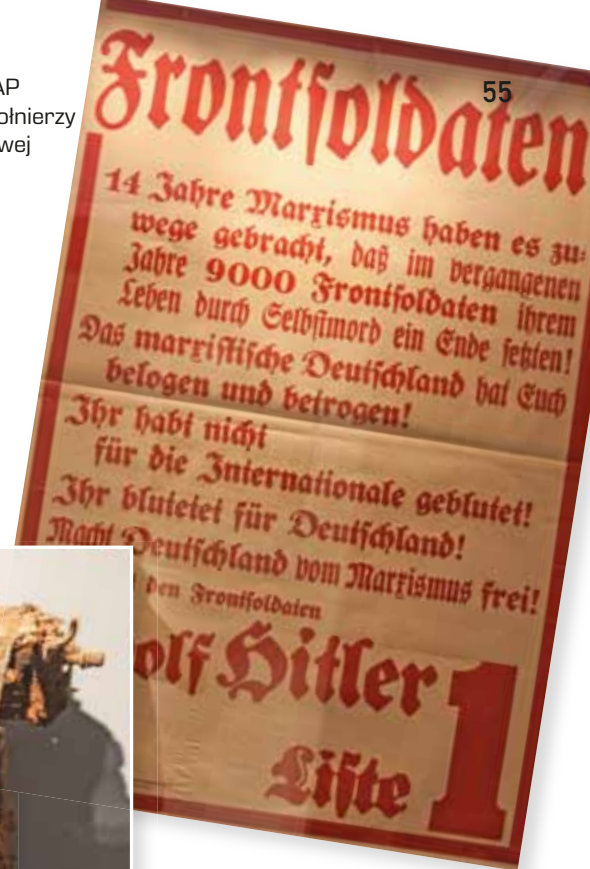 AP
ołnierzy
wej
55
Frontsoldaten
14 Jahre Marxismus haben es zu⸗
wege gebracht, daß im vergangenen
Jahre 9000 Frontsoldaten ihrem
Leben durch Selbstmord ein Ende setzten!
Das marxistische Deutschland hat Euch
belogen und betrogen!
Ihr habt nicht
für die Internationale geblutet!
Ihr blutetet für Deutschland!
Macht Deutschland vom Marxismus frei!
den Frontsoldaten
olf Hitler
Liste 1